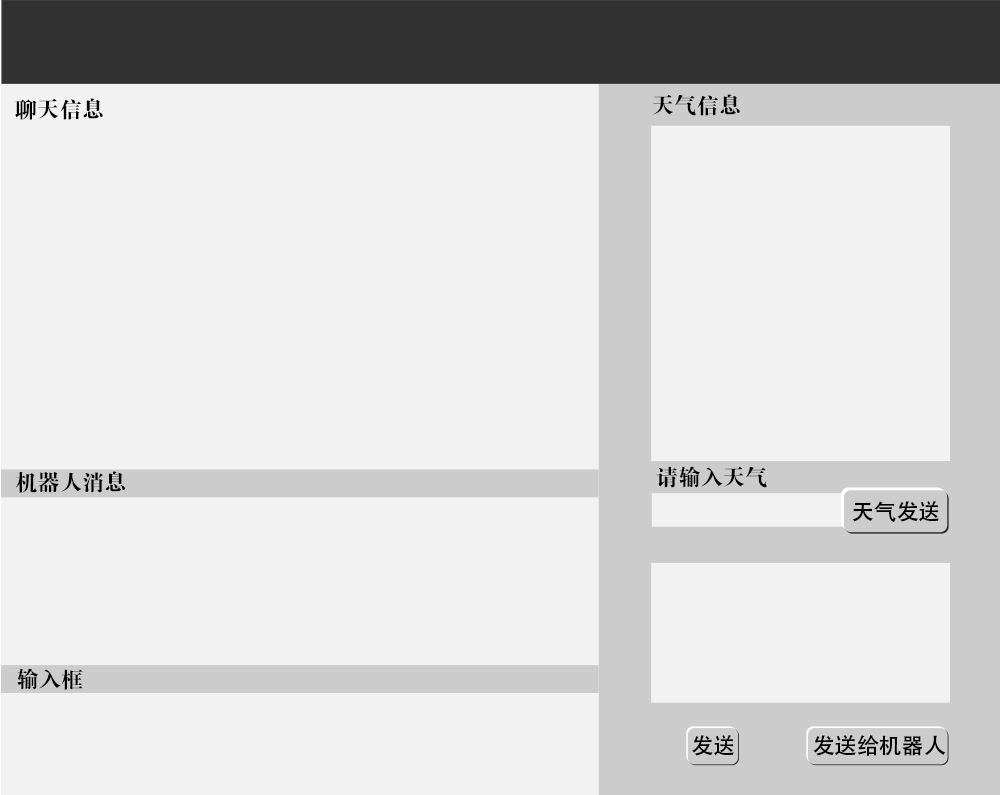 聊天信息
机器人消息
输入框
天气信息
请输入天气
天气发送
发送
发送给机器人